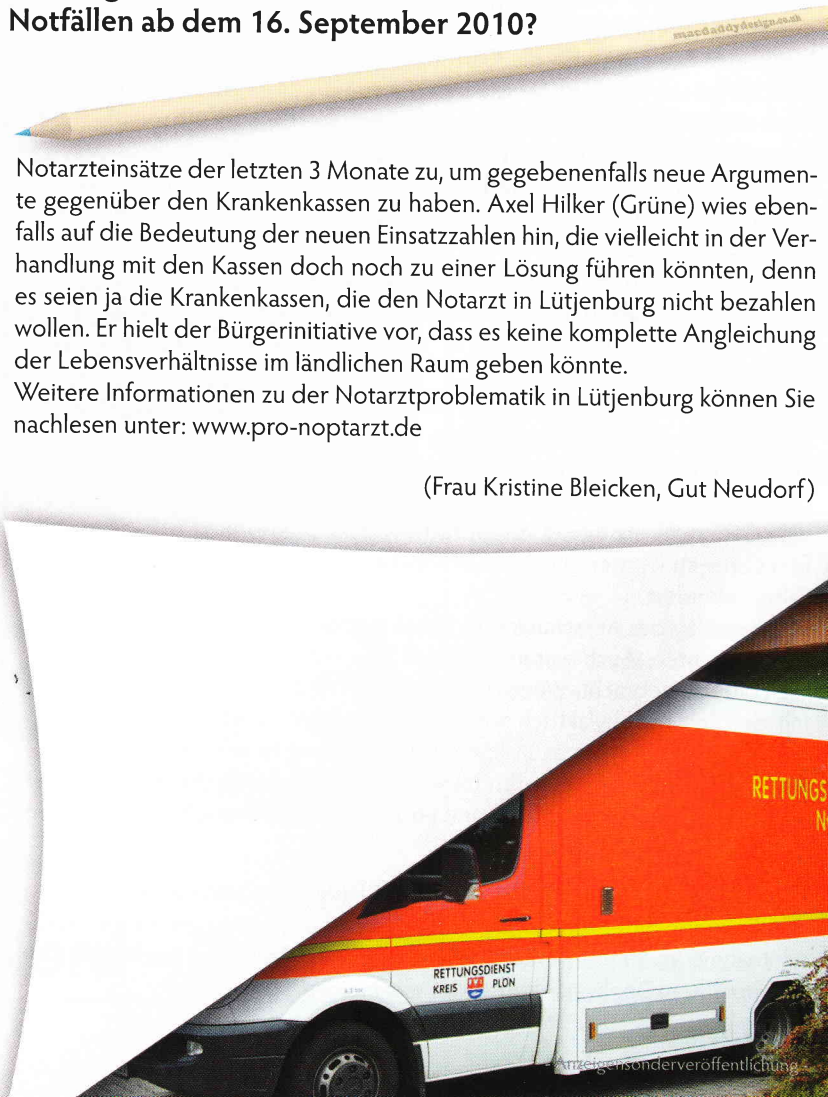 Notfällen ab dem 16. September 2010?
macdaddydesign.co.uk
Notarzteinsätze der letzten 3 Monate zu, um gegebenenfalls neue Argumen-
te gegenüber den Krankenkassen zu haben. Axel Hilker (Grüne) wies eben-
falls auf die Bedeutung der neuen Einsatzzahlen hin, die vielleicht in der Ver-
handlung mit den Kassen doch noch zu einer Lösung führen könnten, denn
es seien ja die Krankenkassen, die den Notarzt in Lütjenburg nicht bezahlen
wollen. Er hielt der Bürgerinitiative vor, dass es keine komplette Angleichung
der Lebensverhältnisse im ländlichen Raum geben könnte.
Weitere Informationen zu der Notarztproblematik in Lütjenburg können Sie
nachlesen unter: www.pro-noptarzt.de
(Frau Kristine Bleicken, Gut Neudorf)
RETTUNGS
RETTUNGSDIENST
KREIS PLÖN
Anzeigensonderveröffentlichung